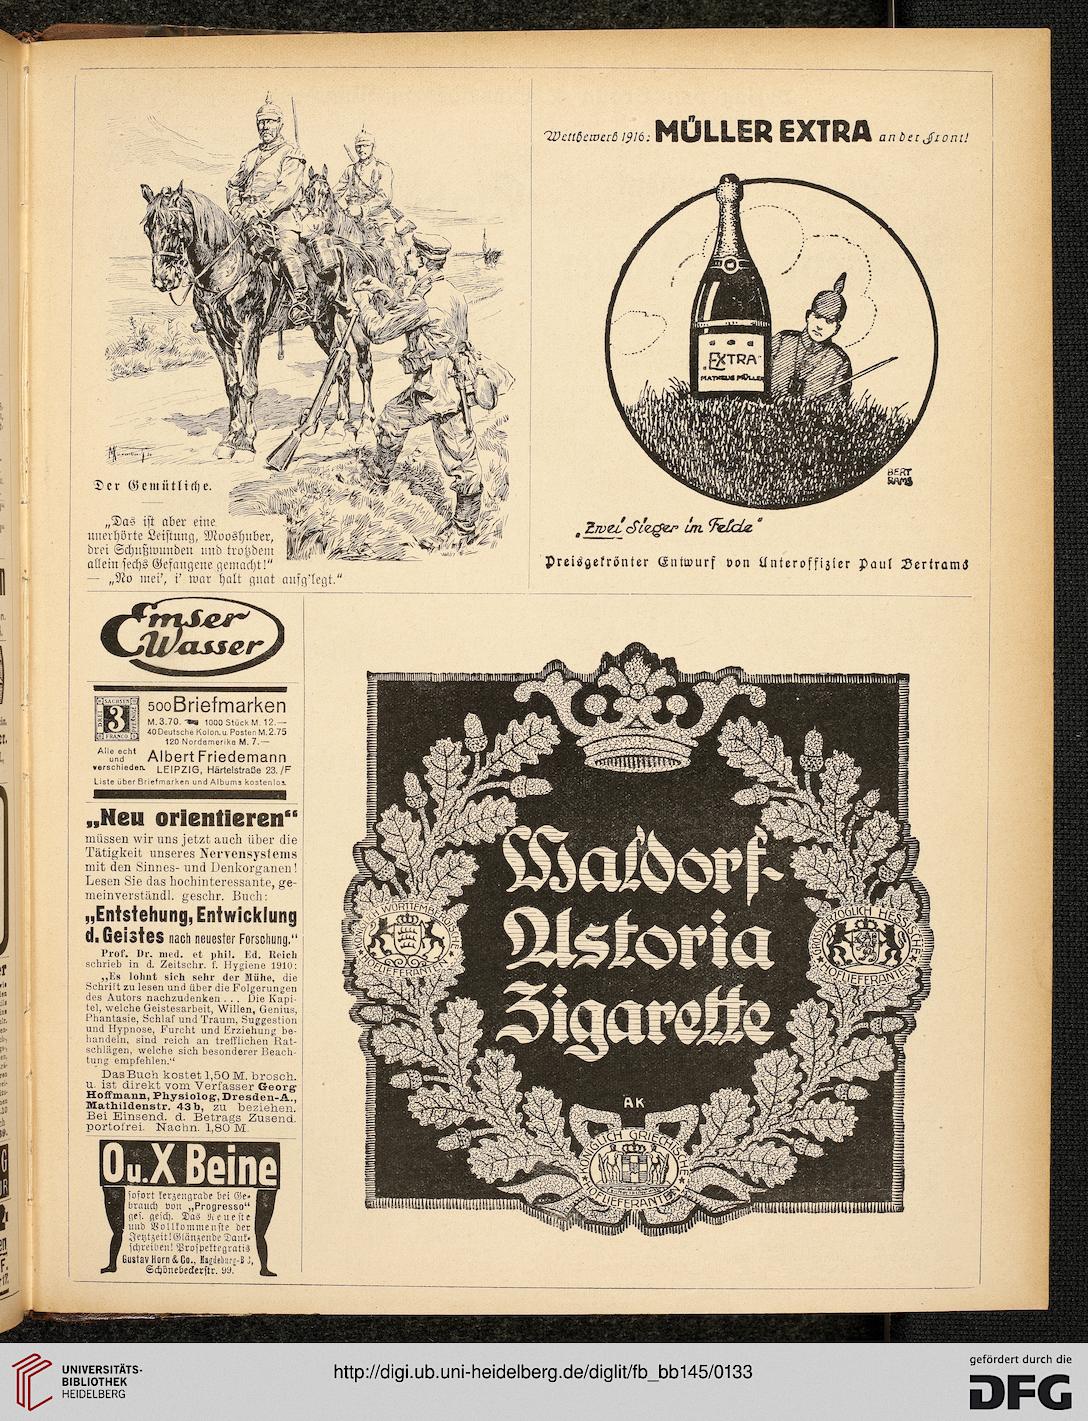 Der Gemütliche.
„Das ist aber eine
unerhörte Leistung, Mooshuber,
drei Schußwunden und trotzdem
allein sechs Gefangene gemacht!“
— „No mei’, i’ war halt guat aufg’legt.“
Wettbewerb 1916: MÜLLER EXTRA an der Front!
„EXTRA“
MATHEUS MÜLLER
BERT
RAMS
„Zwei Sieger im Felde“
Preisgekrönter Entwurf von Unteroffizier Paul Bertrams
Emser
Wasser
SACHSEN
DREI
3
PFENNIGE
FRANCO
Alle echt
und
verschieden.
500 Briefmarken
M. 3.70. 1000 Stück M. 12.—
40 Deutsche Kolon. u. Posten M. 2.75
120 Nordamerika M. 7.—
Albert Friedemann
LEIPZIG, Härtelstraße 23./F
Liste über Briefmarken und Albums kostenlos.
„Neu orientieren“
müssen wir uns jetzt auch über die
Tätigkeit unseres Nervensystems
mit den Sinnes- und Denkorganen!
Lesen Sie das hochinteressante, ge-
meinverständl. geschr. Buch:
„Entstehung, Entwicklung
d. Geistes nach neuester Forschung.“
Prof. Dr. med. et phil. Ed. Reich
schrieb in d. Zeitschr. f. Hygiene 1910:
„Es lohnt sich sehr der Mühe, die
Schrift zu lesen und über die Folgerungen
des Autors nachzudenken . . . Die Kapi-
tel, welche Geistesarbeit, Willen, Genius,
Phantasie, Schlaf und Traum, Suggestion
und Hypnose, Furcht und Erziehung be-
handeln, sind reich an trefflichen Rat-
schlägen, welche sich besonderer Beach-
tung empfehlen.“
Das Buch kostet 1,50 M. brosch.
u. ist direkt vom Verfasser Georg
Hoffmann, Physiolog, Dresden-A.,
Mathildenstr. 43b, zu beziehen.
Bei Einsend. d. Betrags Zusend.
portofrei. Nachn. 1,80 M.
O u. X Beine
sofort kerzengrade bei Ge-
brauch von „Progresso“
ges. gesch. Das Neueste
und Vollkommenste der
Jetztzeit! Glänzende Dank-
schreiben! Prospekte gratis
Gustav Horn & Co., Magdeburg-B
Schönebeckerstr. 99.
Waldorf-
Astoria
Zigarette
WÜRTTEMB
HOFLIEFERANTEN
GROSSHERZOGLICH HESSISCHER
HOFLIEFERANTEN
AK
KÖNIGLICH GRIECHISCHE
HOFLIEFERANTEN
UNIVERSITÄTS-
BIBLIOTHEK
HEIDELBERG
http://digi.ub.uni-heidelberg.de/diglit/fb_bb145/0133
gefördert durch die
DFG